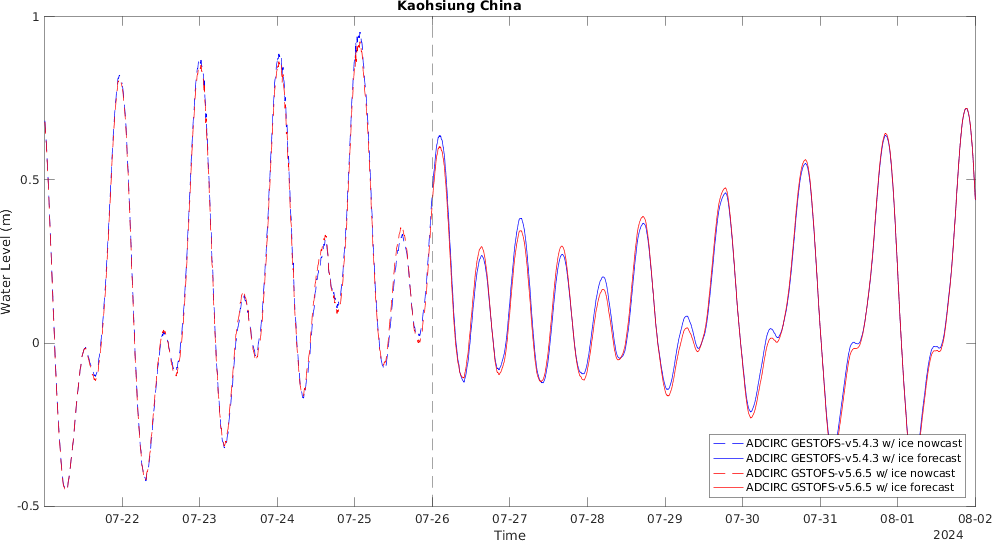 Kaohsiung China
1
0.5
0
-0.5
Water Level (m)
ADCIRC GESTOFS-v5.4.3 w/ ice nowcast
ADCIRC GESTOFS-v5.4.3 w/ ice forecast
ADCIRC GSTOFS-v5.6.5 w/ ice nowcast
ADCIRC GSTOFS-v5.6.5 w/ ice forecast
07-22 07-23 07-24 07-25 07-26 07-27 07-28 07-29 07-30 07-31 08-01 08-02
Time
2024